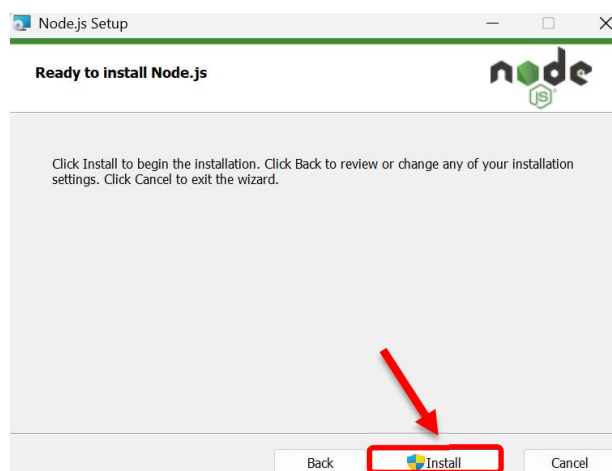 Node.js Setup
Ready to install Node.js
node
JS
Click Install to begin the installation. Click Back to review or change any of your installation
settings. Click Cancel to exit the wizard.
Back Install Cancel